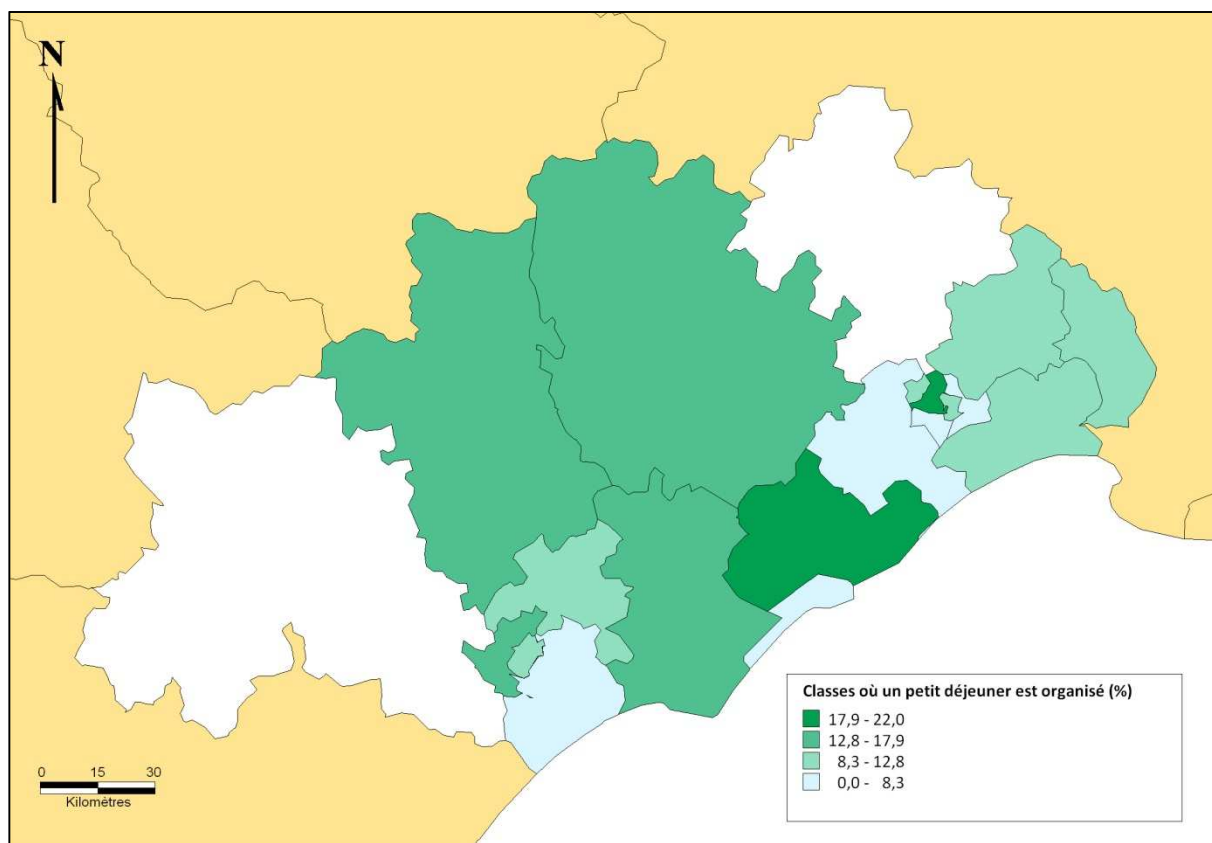 N
Classes où un petit déjeuner est organisé (%)
17,9 - 22,0
12,8 - 17,9
8,3 - 12,8
0,0 - 8,3
0 15 30
Kilomètres